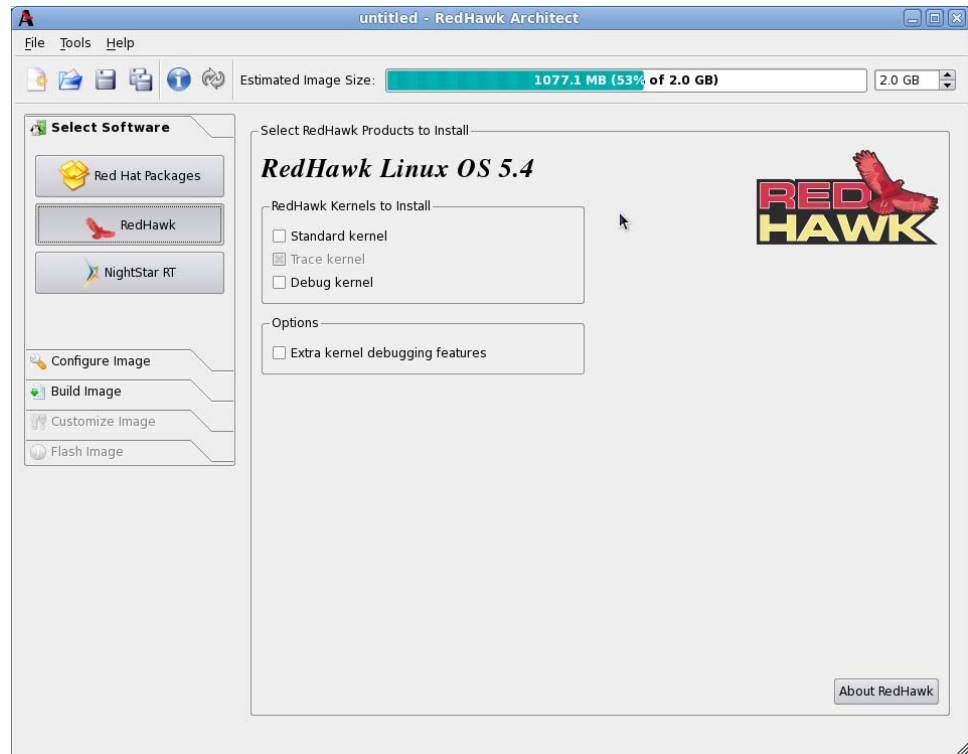 untitled - RedHawk Architect
File Tools Help
Estimated Image Size: 1077.1 MB (53% of 2.0 GB) 2.0 GB
Select Software
Red Hat Packages
RedHawk
NightStar RT
Configure Image
Build Image
Customize Image
Flash Image
Select RedHawk Products to Install
RedHawk Linux OS 5.4
RED
HAWK
RedHawk Kernels to Install
Standard kernel
Trace kernel
Debug kernel
Options
Extra kernel debugging features
About RedHawk